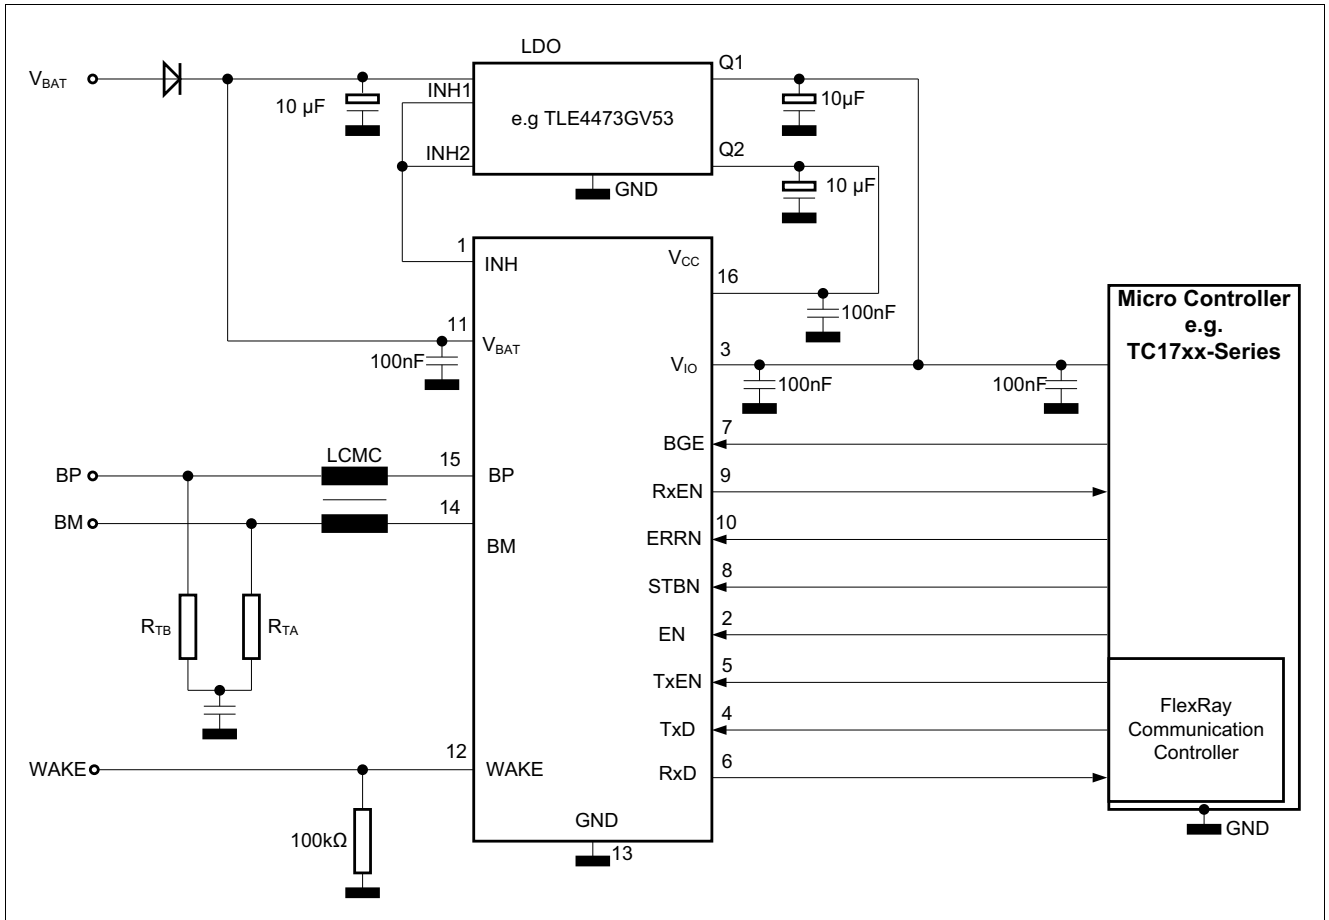 LDO
V_BAT
10 µF
INH1
INH2
e.g TLE4473GV53
Q1
Q2
10µF
10 µF
GND
1
INH
V_CC
16
100nF
11
V_BAT
100nF
3
V_IO
100nF
100nF
Micro Controller
e.g.
TC17xx-Series
BGE
7
RxEN
9
ERRN
10
STBN
8
EN
2
TxEN
5
TxD
4
RxD
6
FlexRay
Communication
Controller
GND
BP
LCMC
15
BP
BM
14
BM
R_TB
R_TA
WAKE
12
WAKE
100kΩ
GND
13